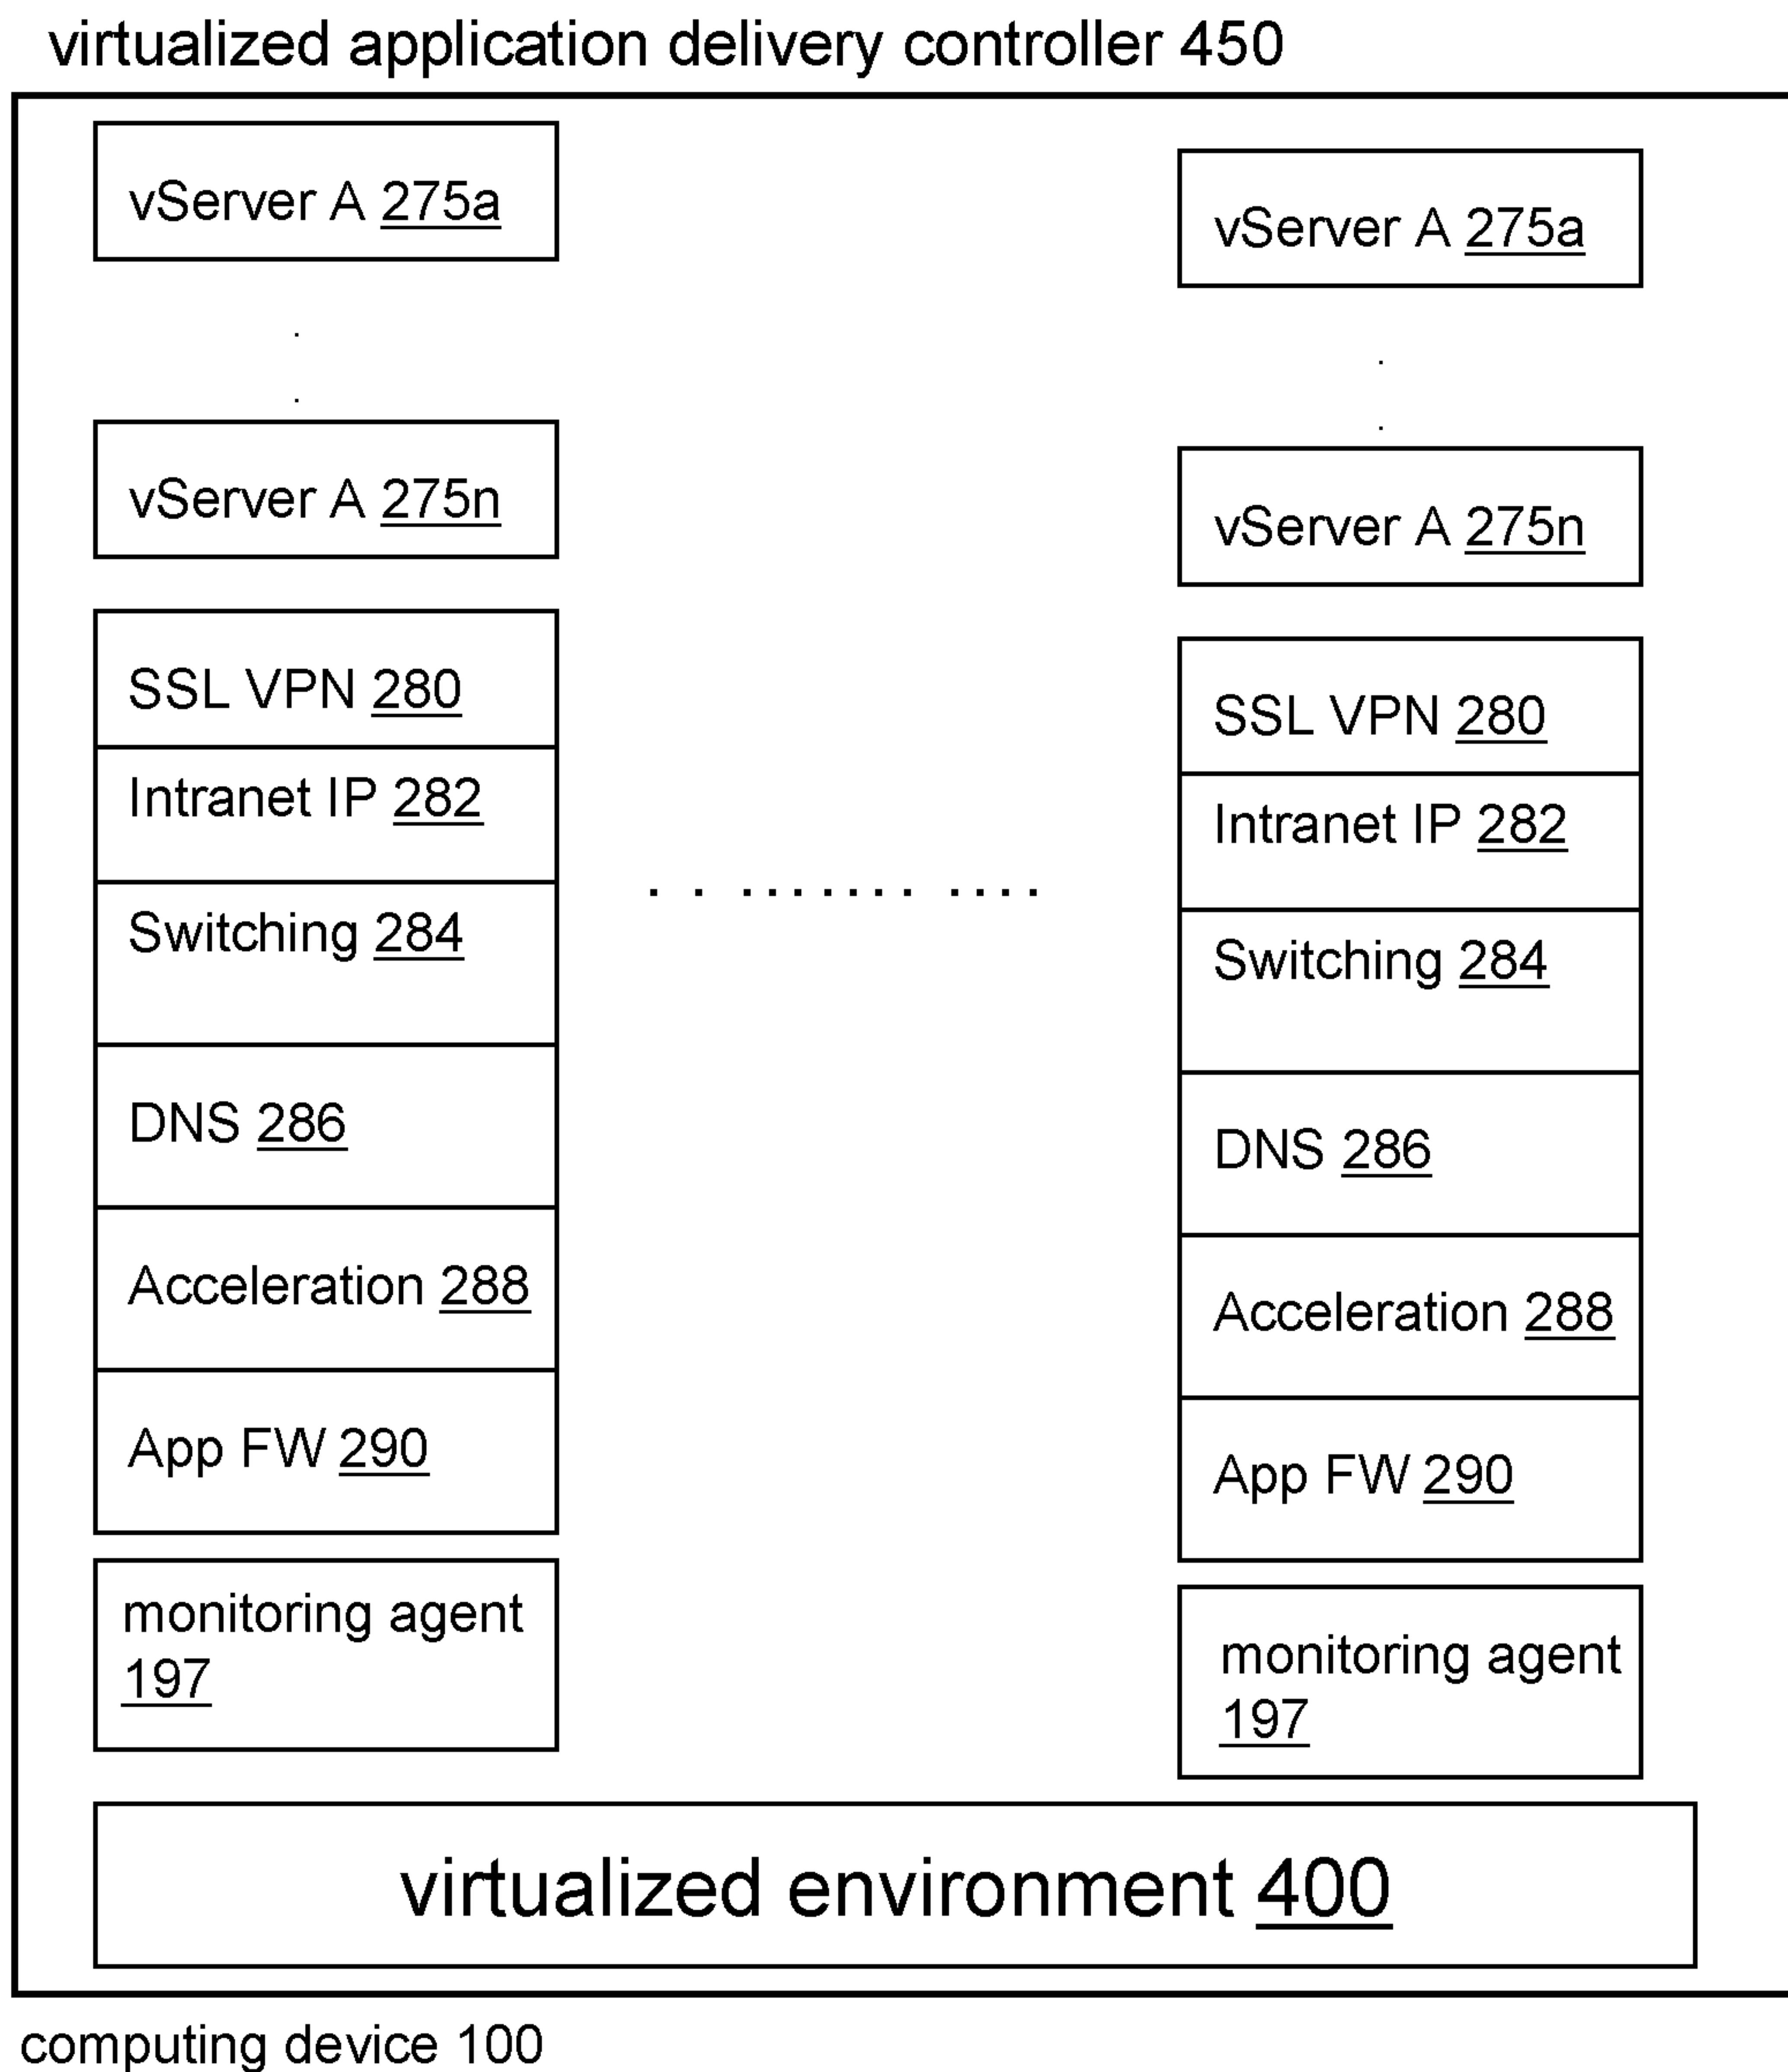 virtualized application delivery controller 450
vServer A 275a
vServer A 275n
SSL VPN 280
Intranet IP 282
Switching 284
DNS 286
Acceleration 288
App FW 290
monitoring agent
197
vServer A 275a
vServer A 275n
SSL VPN 280
Intranet IP 282
Switching 284
DNS 286
Acceleration 288
App FW 290
monitoring agent
197
virtualized environment 400
computing device 100